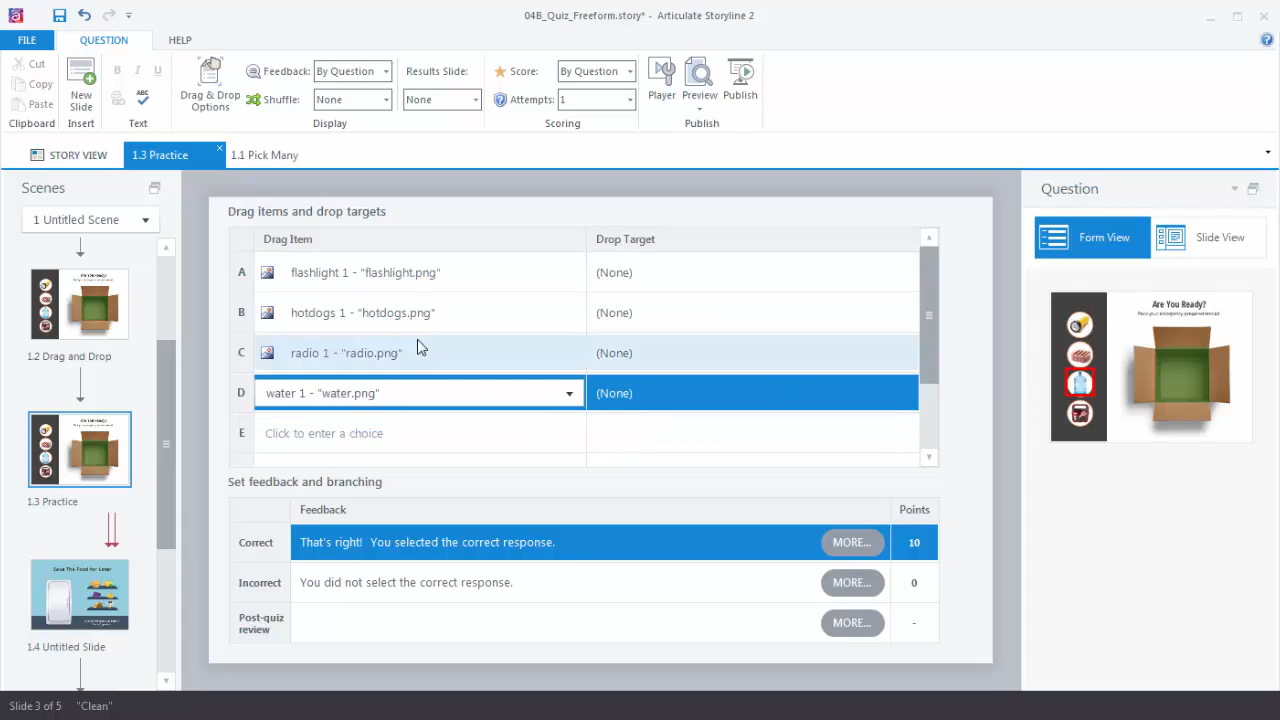 04B_Quiz_Freeform.story* - Articulate Storyline 2
FILE QUESTION HELP
Cut
Copy
Paste
Clipboard
New Slide
Insert
B I U
ABC
Text
Drag & Drop Options
Feedback: By Question
Shuffle: None
Results Slide:
None
Display
Score: By Question
Attempts: 1
Scoring
Player
Preview
Publish
Publish
STORY VIEW
1.3 Practice
1.1 Pick Many
Scenes
1 Untitled Scene
1.2 Drag and Drop
1.3 Practice
1.4 Untitled Slide
Save The Food for Later
Drag items and drop targets
Drag Item Drop Target
A flashlight 1 - "flashlight.png" (None)
B hotdogs 1 - "hotdogs.png" (None)
C radio 1 - "radio.png" (None)
D water 1 - "water.png" (None)
E Click to enter a choice
Set feedback and branching
Feedback Points
Correct That's right! You selected the correct response. MORE... 10
Incorrect You did not select the correct response. MORE... 0
Post-quiz review MORE... -
Question
Form View
Slide View
Are You Ready?
Slide 3 of 5 "Clean"